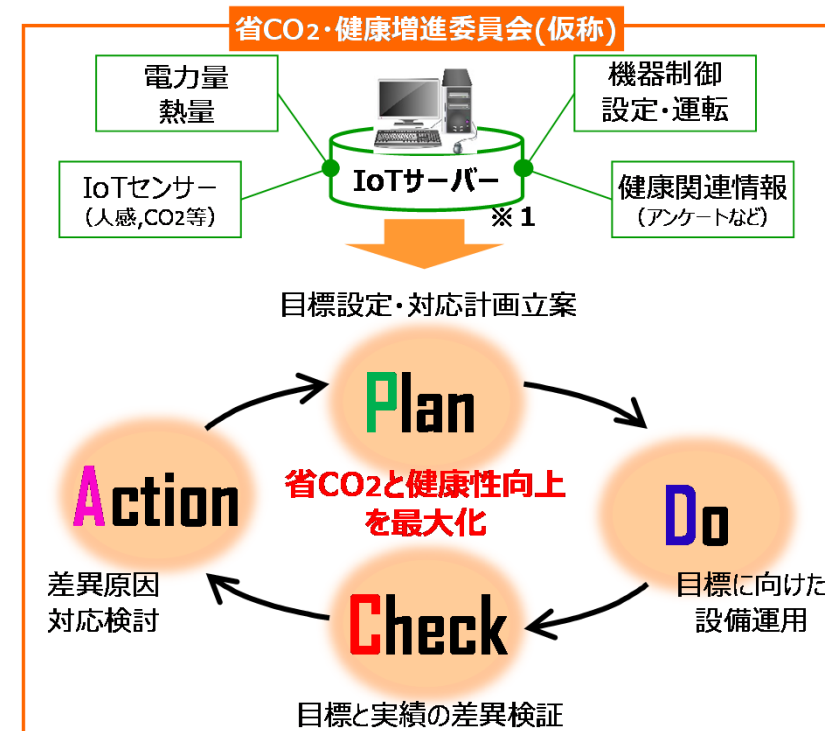 省CO2・健康増進委員会(仮称)
電力量
熱量
機器制御
設定・運転
IoTセンサー
(人感,CO2等)
IoTサーバー
※1
健康関連情報
(アンケートなど)
目標設定・対応計画立案
Plan
省CO2と健康性向上
を最大化
Action
Do
差異原因
対応検討
目標に向けた
設備運用
Check
目標と実績の差異検証